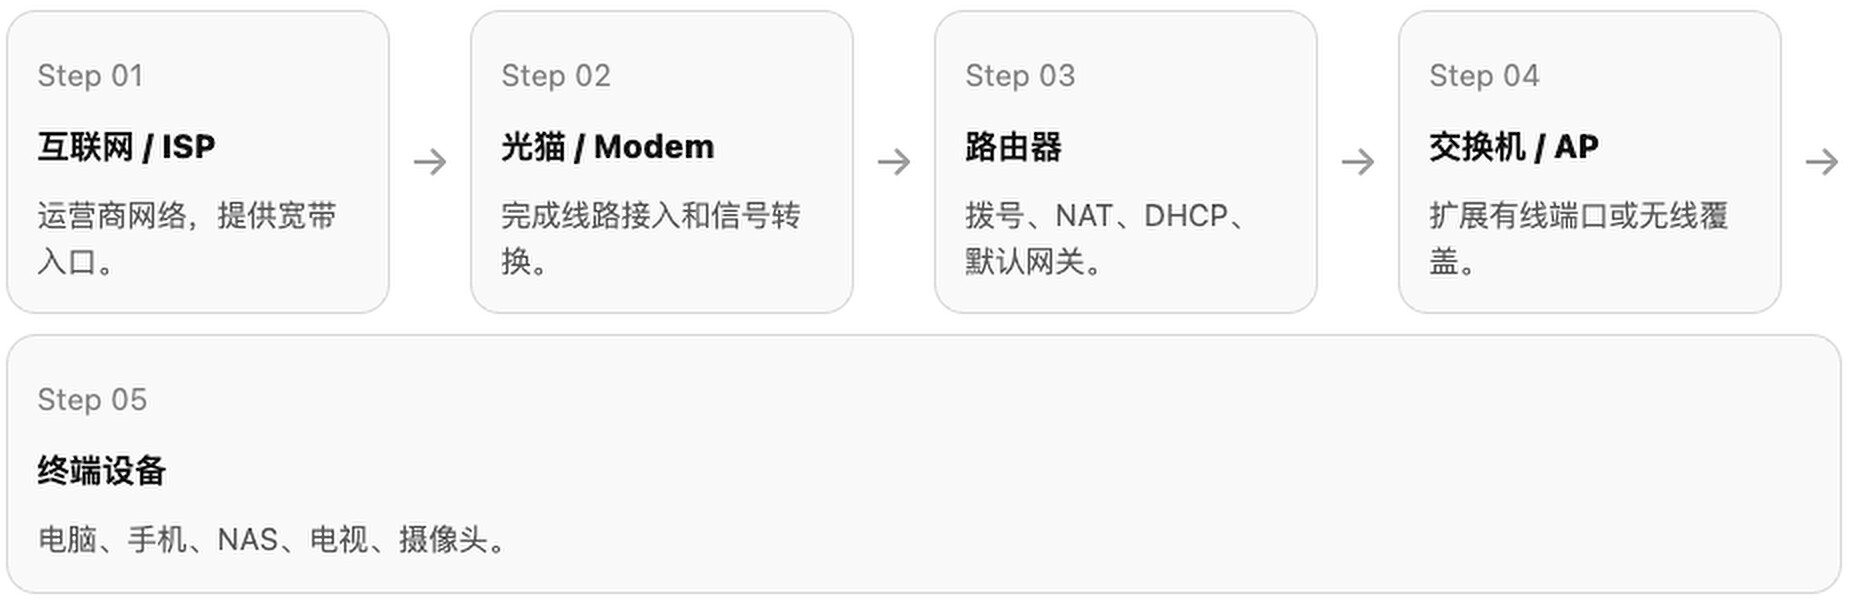 Step 01
互联网 / ISP
运营商网络，提供宽带
入口。
Step 02
光猫 / Modem
完成线路接入和信号转
换。
Step 03
路由器
拨号、NAT、DHCP、
默认网关。
Step 04
交换机 / AP
扩展有线端口或无线覆
盖。
Step 05
终端设备
电脑、手机、NAS、电视、摄像头。